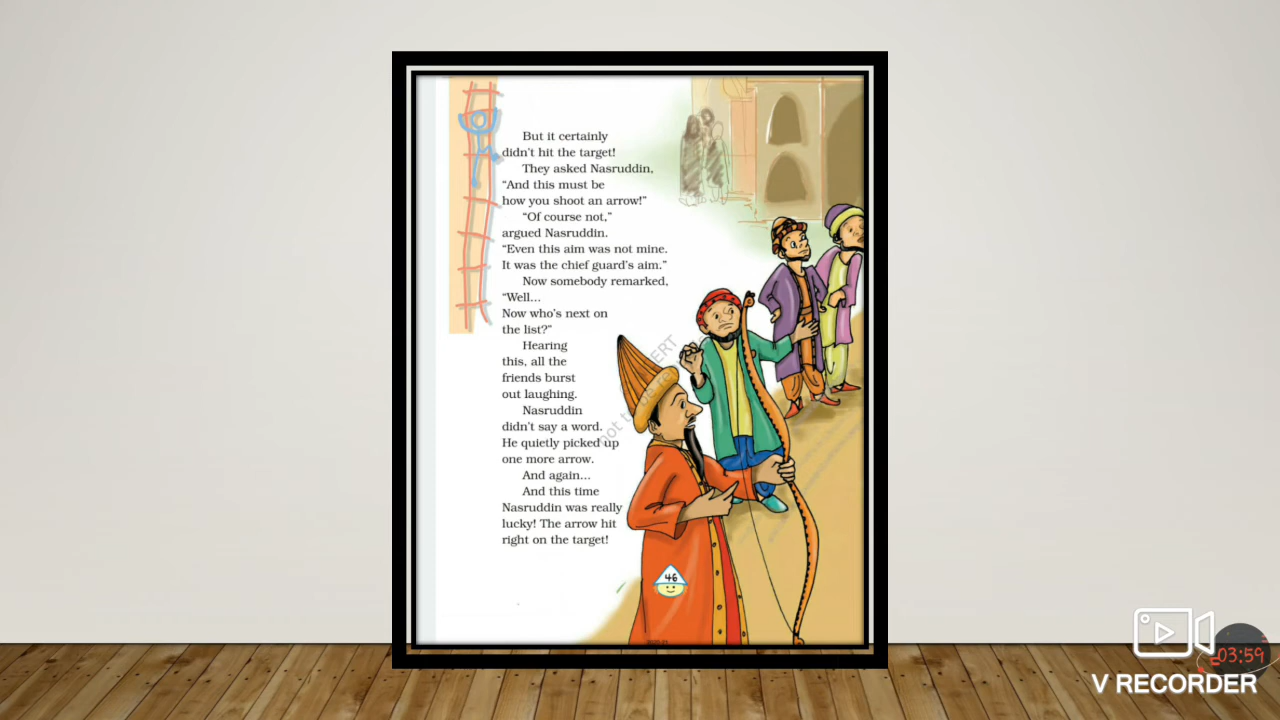 But it certainly
didn't hit the target!
They asked Nasruddin,
“And this must be
how you shoot an arrow!”
“Of course not,”
argued Nasruddin.
“Even this aim was not mine.
It was the chief guard's aim.”
Now somebody remarked,
“Well...
Now who's next on
the list?”
Hearing
this, all the
friends burst
out laughing.
Nasruddin
didn't say a word.
He quietly picked up
one more arrow.
And again...
And this time
Nasruddin was really
lucky! The arrow hit
right on the target!
46
03:59
V RECORDER